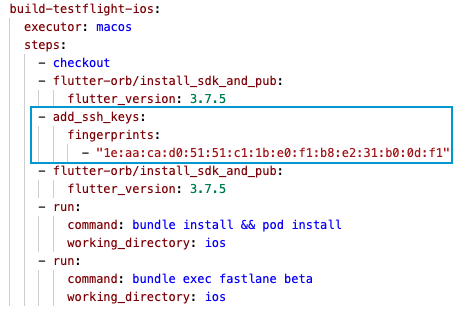 build-testflight-ios:
executor: macos
steps:
- checkout
- flutter-orb/install_sdk_and_pub:
flutter_version: 3.7.5
- add_ssh_keys:
fingerprints:
- "1e:aa:ca:d0:51:51:c1:1b:e0:f1:b8:e2:31:b0:0d:f1"
- flutter-orb/install_sdk_and_pub:
flutter_version: 3.7.5
- run:
command: bundle install && pod install
working_directory: ios
- run:
command: bundle exec fastlane beta
working_directory: ios